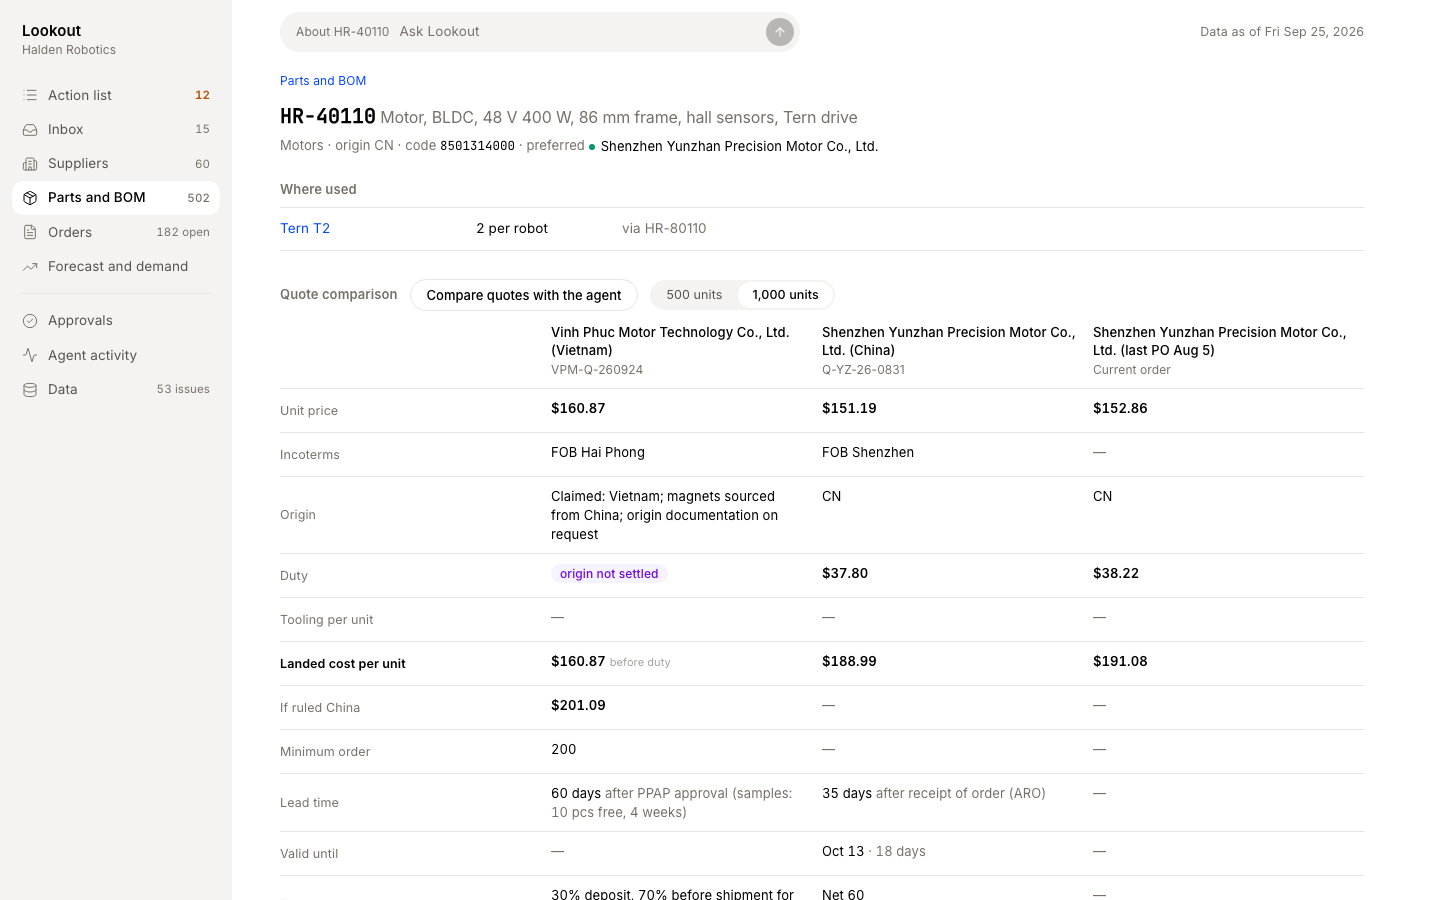 Lookout
Halden Robotics
Action list 12
Inbox 15
Suppliers 60
Parts and BOM 502
Orders 182 open
Forecast and demand
Approvals
Agent activity
Data 53 issues
About HR-40110 Ask Lookout
Data as of Fri Sep 25, 2026
Parts and BOM
HR-40110 Motor, BLDC, 48 V 400 W, 86 mm frame, hall sensors, Tern drive
Motors · origin CN · code 8501314000 · preferred Shenzhen Yunzhan Precision Motor Co., Ltd.
Where used
Tern T2 2 per robot via HR-80110
Quote comparison Compare quotes with the agent 500 units 1,000 units
Vinh Phuc Motor Technology Co., Ltd. (Vietnam)
VPM-Q-260924
Shenzhen Yunzhan Precision Motor Co., Ltd. (China)
Q-YZ-26-0831
Shenzhen Yunzhan Precision Motor Co., Ltd. (last PO Aug 5)
Current order
Unit price $160.87 $151.19 $152.86
Incoterms FOB Hai Phong FOB Shenzhen —
Origin Claimed: Vietnam; magnets sourced from China; origin documentation on request CN CN
Duty origin not settled $37.80 $38.22
Tooling per unit — — —
Landed cost per unit $160.87 before duty $188.99 $191.08
If ruled China $201.09 — —
Minimum order 200 — —
Lead time 60 days after PPAP approval (samples: 10 pcs free, 4 weeks) 35 days after receipt of order (ARO) —
Valid until — Oct 13 · 18 days —
30% deposit, 70% before shipment for Net 60 —